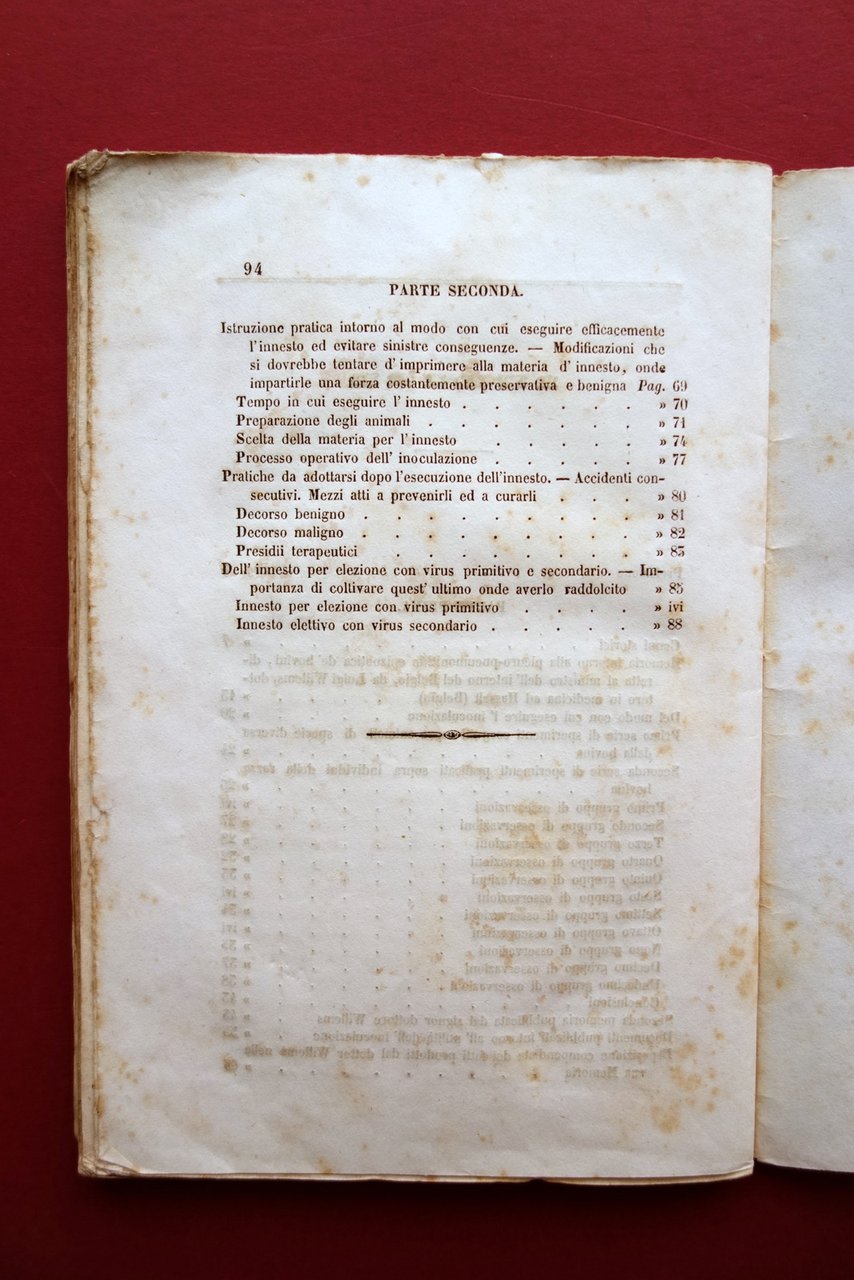 94
PARTE SECONDA.
Istruzione pratica intorno al modo con cui eseguire efficacemente
l'innesto ed evitare sinistre conseguenze. — Modificazioni che
si dovrebbe tentare d'imprimere alla materia d'innesto, onde
impartirle una forza costantemente preservativa e benigna Pag. 69
Tempo in cui eseguire l'innesto . . . . . . » 70
Preparazione degli animali . . . . . . . » 71
Scelta della materia per l'innesto . . . . . » 74
Processo operativo dell'inoculazione . . . . . » 77
Pratiche da adottarsi dopo l'esecuzione dell'innesto. — Accidenti con-
secutivi. Mezzi atti a prevenirli ed a curarli . . . » 80
Decorso benigno . . . . . . . . . » 81
Decorso maligno . . . . . . . . . » 82
Presidii terapeutici . . . . . . . . » 83
Dell'innesto per elezione con virus primitivo e secondario. — Im-
portanza di coltivare quest'ultimo onde averlo raddolcito » 85
Innesto per elezione con virus primitivo . . . . » ivi
Innesto elettivo con virus secondario . . . . . » 88